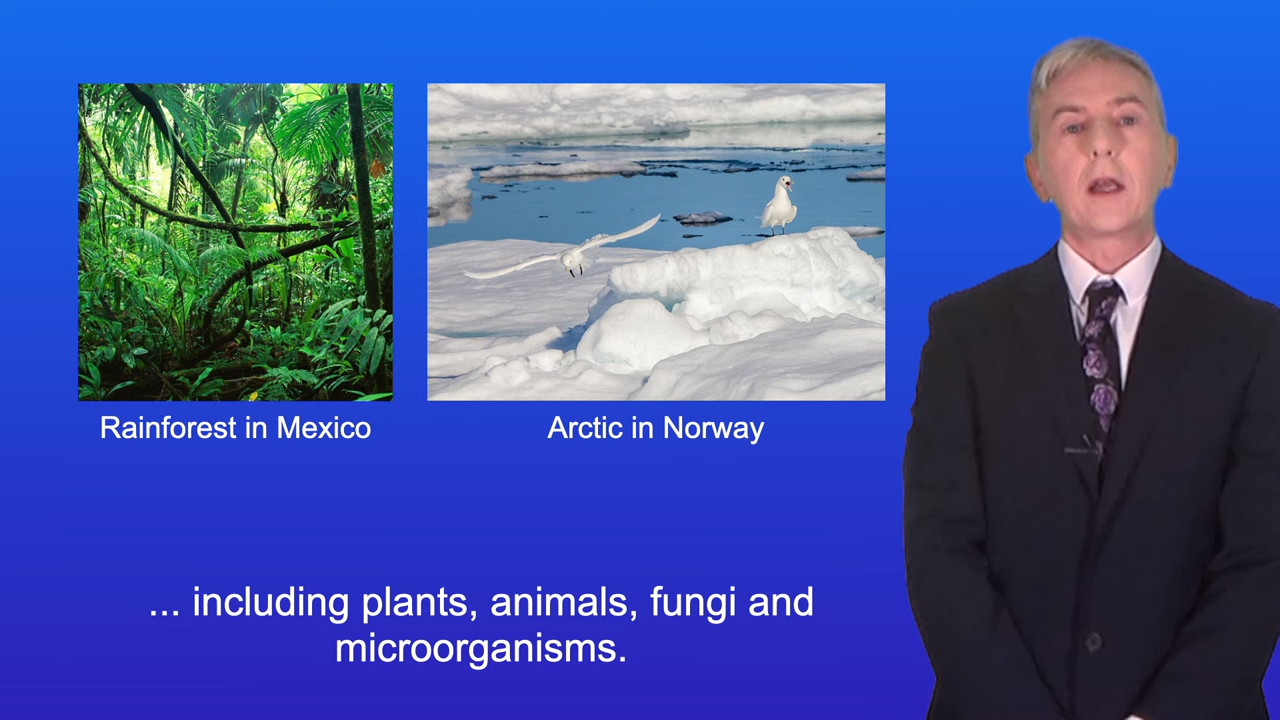 Rainforest in Mexico
Arctic in Norway
... including plants, animals, fungi and
microorganisms.